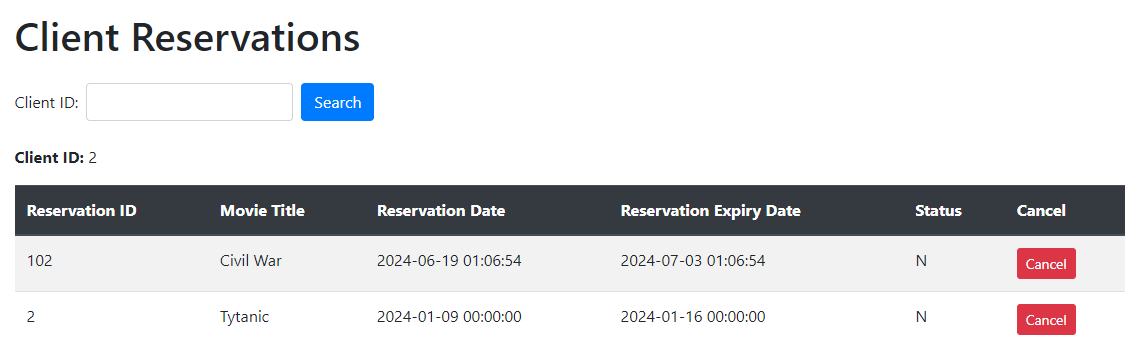 Client Reservations
Client ID: Search
Client ID: 2
Reservation ID Movie Title Reservation Date Reservation Expiry Date Status Cancel
102 Civil War 2024-06-19 01:06:54 2024-07-03 01:06:54 N Cancel
2 Tytanic 2024-01-09 00:00:00 2024-01-16 00:00:00 N Cancel